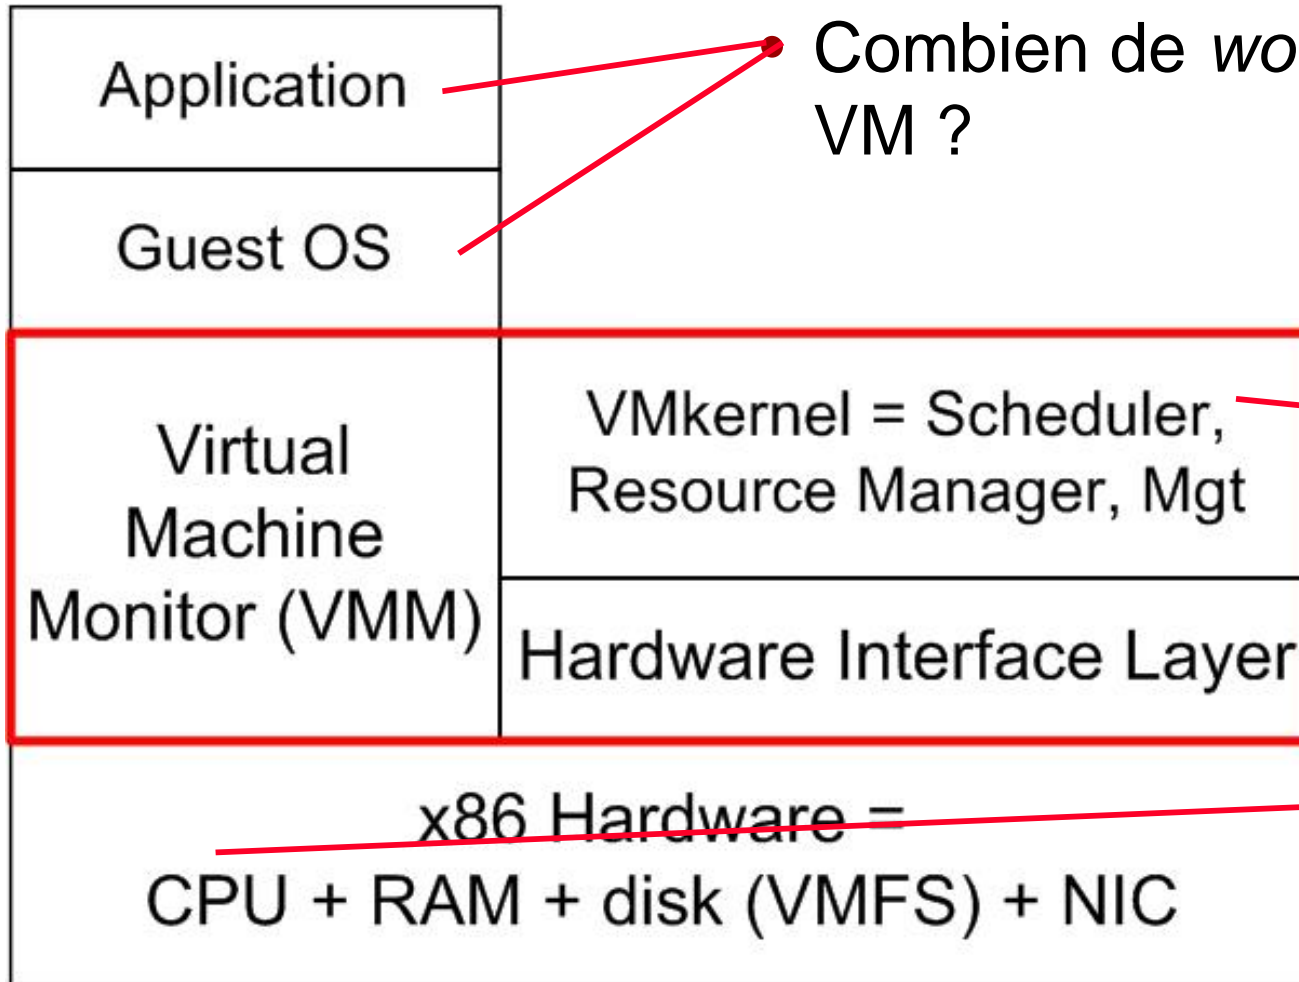 Application
Combien de wo
VM ?
Guest OS
Virtual
Machine
Monitor (VMM)
VMkernel = Scheduler,
Resource Manager, Mgt
Hardware Interface Layer
x86 Hardware =
CPU + RAM + disk (VMFS) + NIC